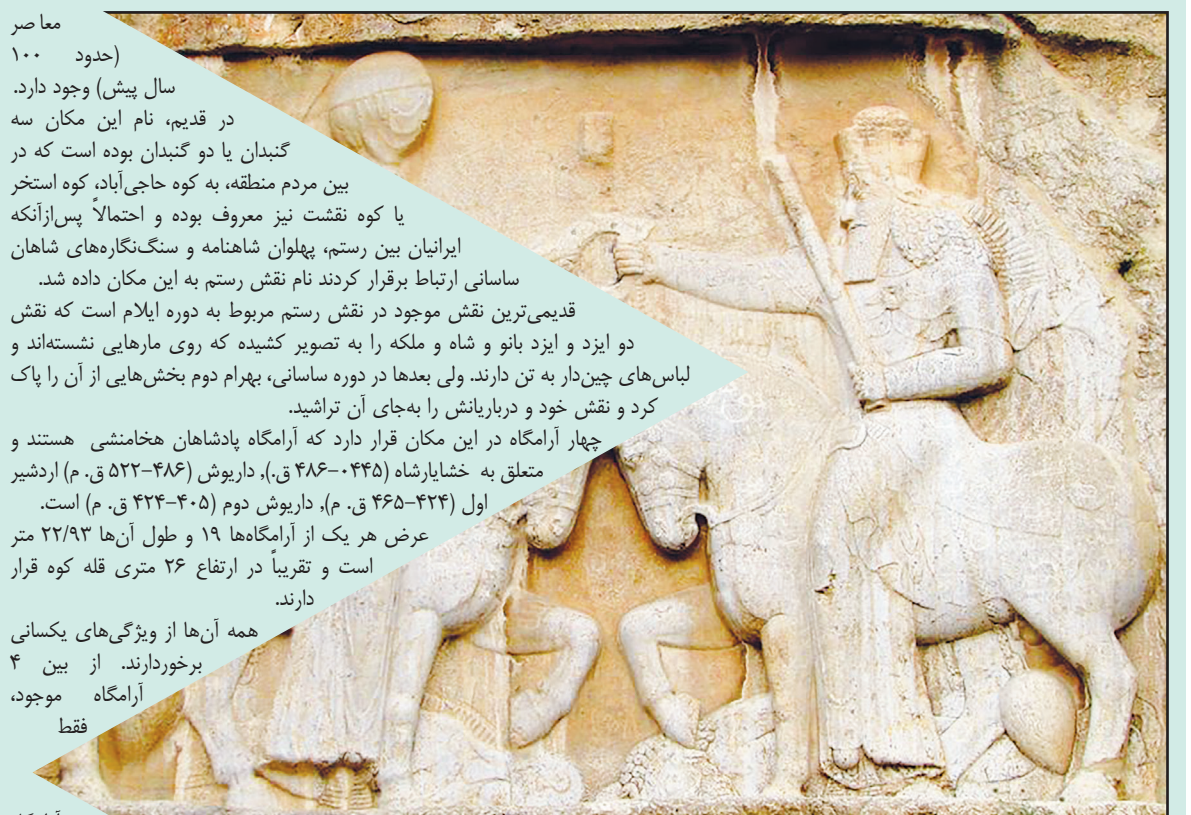 معاصر
(حدود ۱۰۰
سال پیش) وجود دارد.
در قدیم، نام این مکان سه
گنبدان یا دو گنبدان بوده است که در
بین مردم منطقه، به کوه حاجی‌آباد، کوه استخر
یا کوه نقشت نیز معروف بوده و احتمالاً پس‌ازآنکه
ایرانیان بین رستم، پهلوان شاهنامه و سنگ‌نگاره‌های شاهان
ساسانی ارتباط برقرار کردند نام نقش رستم به این مکان داده شد.
قدیمی‌ترین نقش موجود در نقش رستم مربوط به دوره ایلام است که نقش
دو ایزد و ایزد بانو و شاه و ملکه را به تصویر کشیده که روی مارهایی نشسته‌اند و
لباس‌های چین‌دار به تن دارند. ولی بعدها در دوره ساسانی، بهرام دوم بخش‌هایی از آن را پاک
کرد و نقش خود و درباریانش را به‌جای آن تراشید.
چهار آرامگاه در این مکان قرار دارد که آرامگاه پادشاهان هخامنشی هستند و
متعلق به خشایارشاه (۰۴۴۵-۴۸۶ ق.), داریوش (۴۸۶-۵۲۲ ق. م) اردشیر
اول (۴۲۴-۴۶۵ ق. م), داریوش دوم (۴۰۵-۴۲۴ ق. م) است.
عرض هر یک از آرامگاه‌ها ۱۹ و طول آن‌ها ۲۲/۹۳ متر
است و تقریباً در ارتفاع ۲۶ متری قله کوه قرار
دارند.
همه آن‌ها از ویژگی‌های یکسانی
برخوردارند. از بین ۴
آرامگاه موجود،
فقط